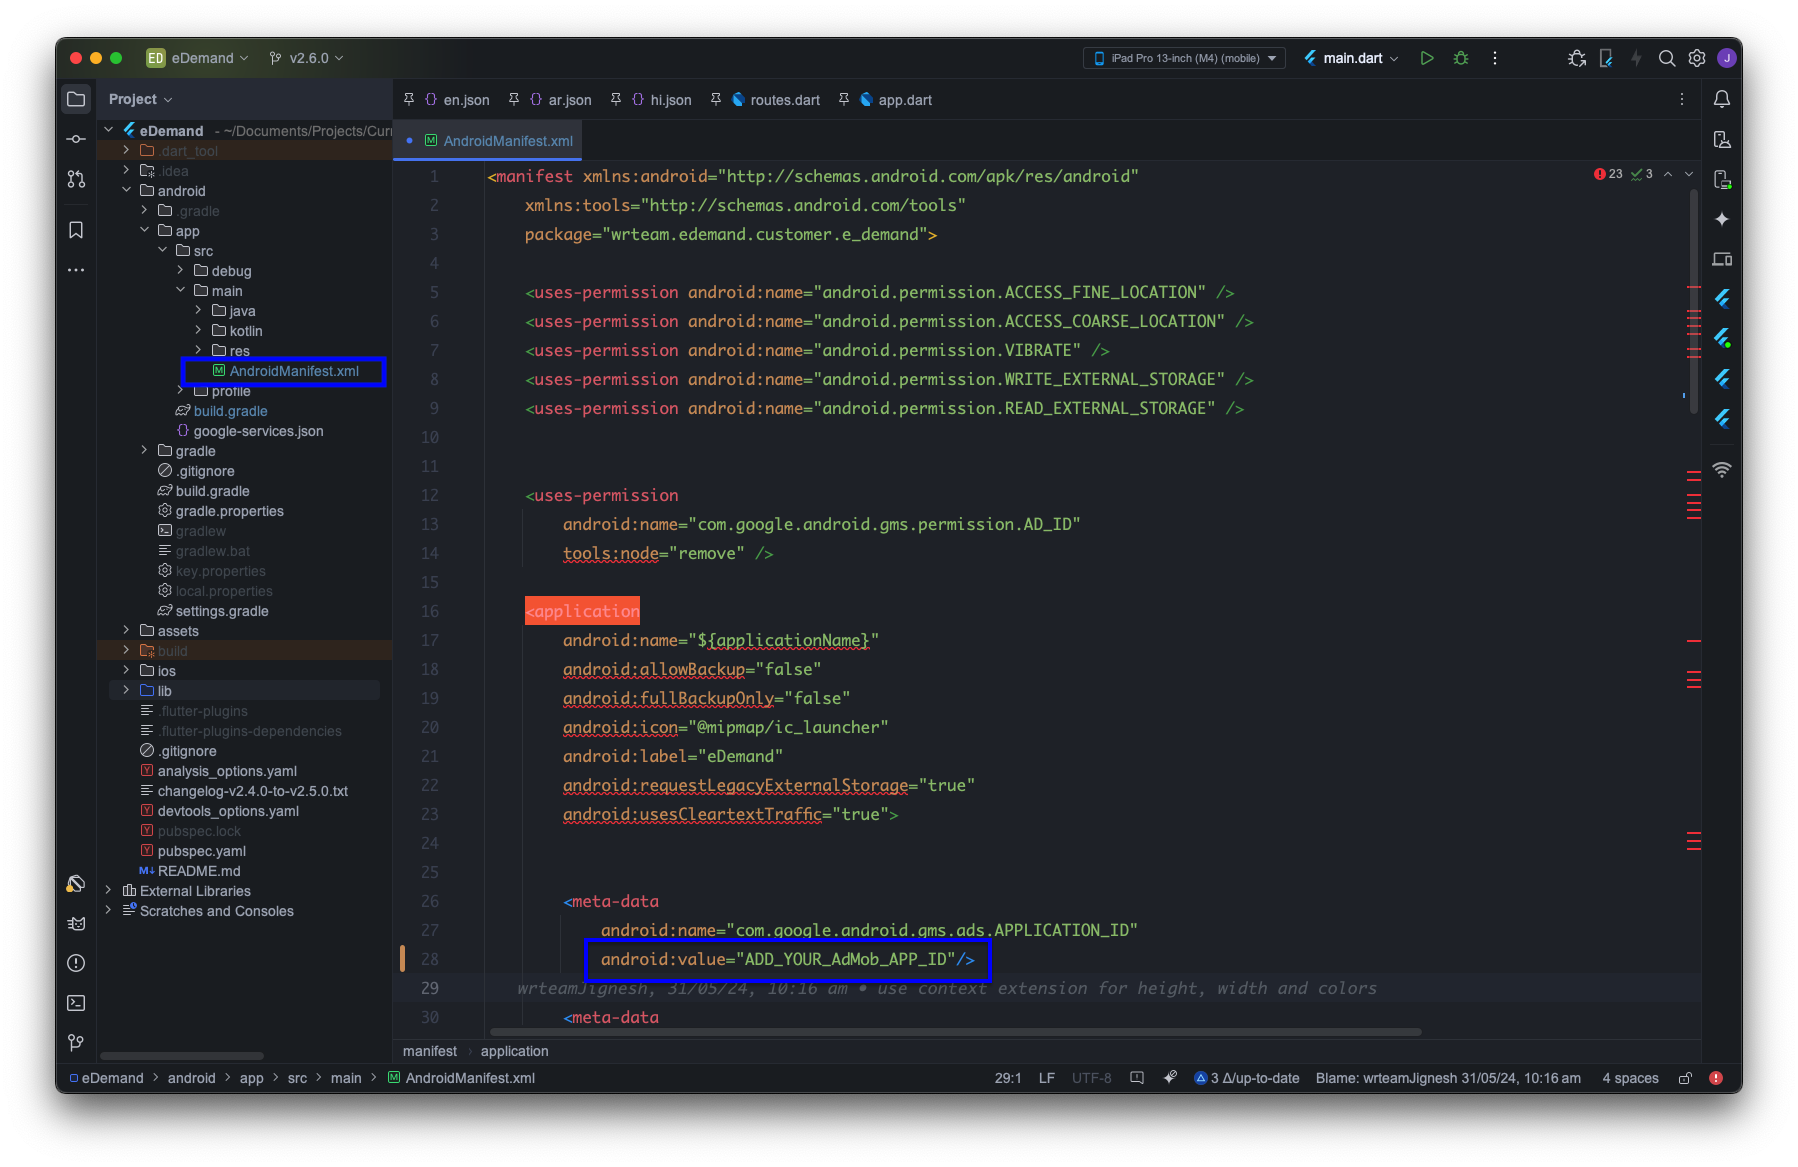 ED eDemand v2.6.0 iPad Pro 13-inch (M4) (mobile) main.dart J
Project
en.json ar.json hi.json routes.dart app.dart
AndroidManifest.xml
eDemand - ~/Documents/Projects/Curr
.dart_tool
.idea
android
.gradle
app
src
debug
main
java
kotlin
res
AndroidManifest.xml
profile
build.gradle
google-services.json
gradle
.gitignore
build.gradle
gradle.properties
gradlew
gradlew.bat
key.properties
local.properties
settings.gradle
assets
build
ios
lib
.flutter-plugins
.flutter-plugins-dependencies
.gitignore
analysis_options.yaml
changelog-v2.4.0-to-v2.5.0.txt
devtools_options.yaml
pubspec.lock
pubspec.yaml
README.md
External Libraries
Scratches and Consoles
23 3
1 <manifest xmlns:android="http://schemas.android.com/apk/res/android"
2 xmlns:tools="http://schemas.android.com/tools"
3 package="wrteam.edemand.customer.e_demand">
4
5 <uses-permission android:name="android.permission.ACCESS_FINE_LOCATION" />
6 <uses-permission android:name="android.permission.ACCESS_COARSE_LOCATION" />
7 <uses-permission android:name="android.permission.VIBRATE" />
8 <uses-permission android:name="android.permission.WRITE_EXTERNAL_STORAGE" />
9 <uses-permission android:name="android.permission.READ_EXTERNAL_STORAGE" />
10
11
12 <uses-permission
13 android:name="com.google.android.gms.permission.AD_ID"
14 tools:node="remove" />
15
16 <application
17 android:name="${applicationName}"
18 android:allowBackup="false"
19 android:fullBackupOnly="false"
20 android:icon="@mipmap/ic_launcher"
21 android:label="eDemand"
22 android:requestLegacyExternalStorage="true"
23 android:usesCleartextTraffic="true">
24
25
26 <meta-data
27 android:name="com.google.android.gms.ads.APPLICATION_ID"
28 android:value="ADD_YOUR_AdMob_APP_ID"/>
29 wrteamJignesh, 31/05/24, 10:16 am • use context extension for height, width and colors
30 <meta-data
manifest › application
eDemand > android > app > src > main > AndroidManifest.xml 29:1 LF UTF-8 3 Δ/up-to-date Blame: wrteamJignesh 31/05/24, 10:16 am 4 spaces